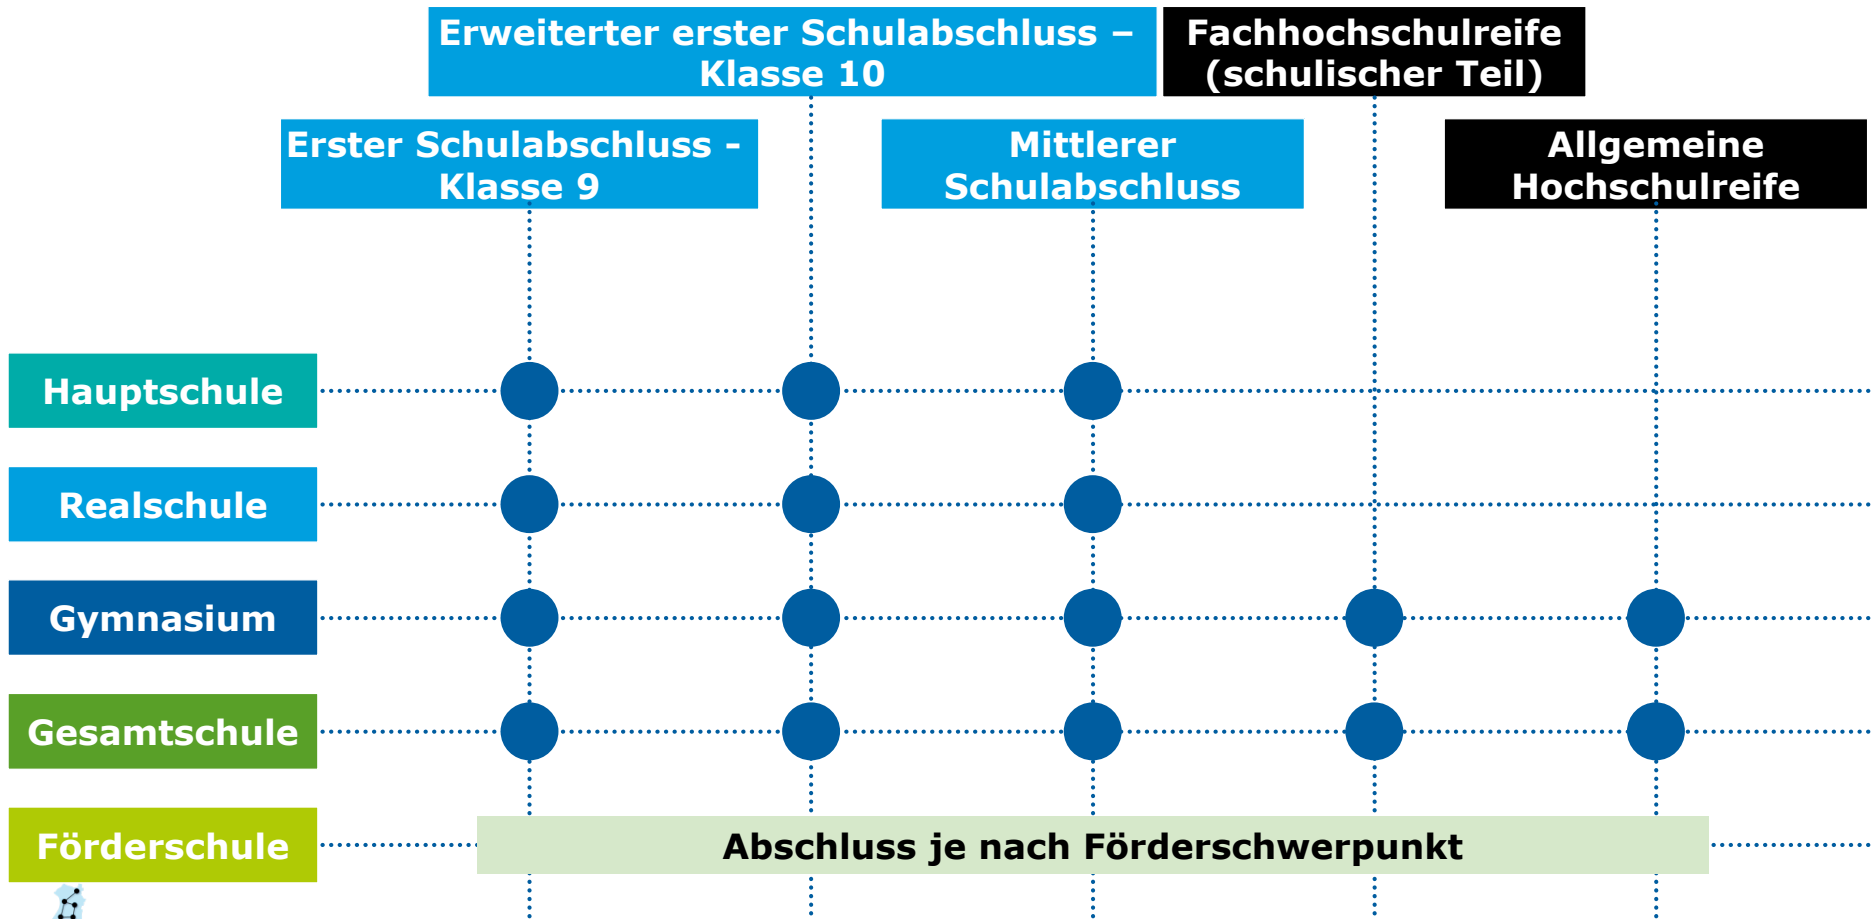 Erweiterter erster Schulabschluss –
Klasse 10
Fachhochschulreife
(schulischer Teil)
Erster Schulabschluss -
Klasse 9
Mittlerer
Schulabschluss
Allgemeine
Hochschulreife
Hauptschule
Realschule
Gymnasium
Gesamtschule
Förderschule
Abschluss je nach Förderschwerpunkt